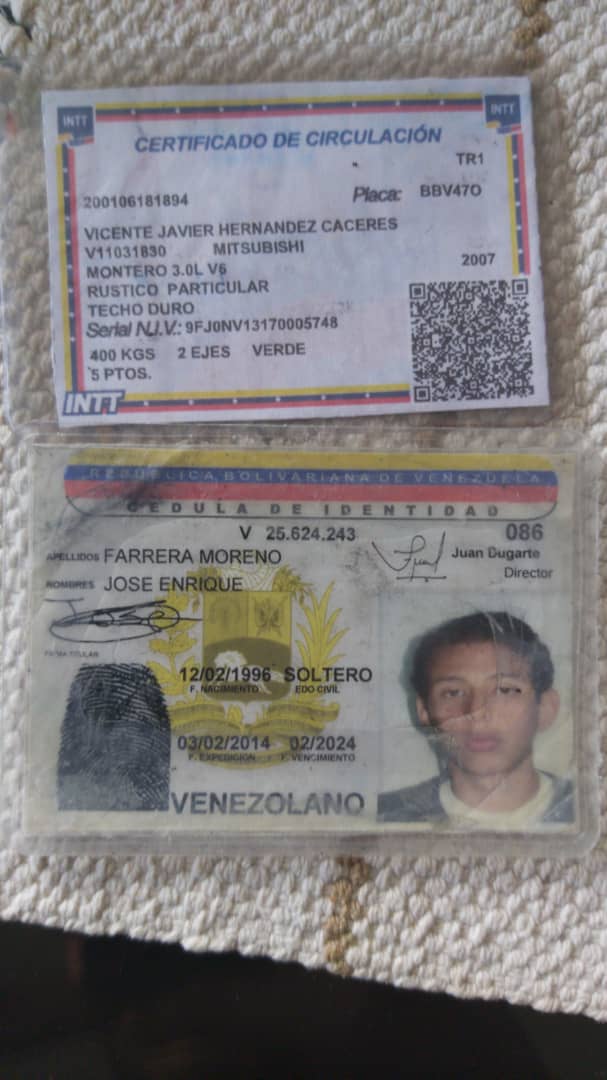 INTT
INTT
CERTIFICADO DE CIRCULACIÓN
TR1
200106181894 Placa: BBV47O
VICENTE JAVIER HERNANDEZ CACERES
V11031830 MITSUBISHI
MONTERO 3.0L V6 2007
RUSTICO PARTICULAR
TECHO DURO
Serial N.I.V.: 9FJ0NV13170005748
400 KGS 2 EJES VERDE
5 PTOS.
INTT
REPÚBLICA BOLIVARIANA DE VENEZUELA
CEDULA DE IDENTIDAD
V 25.624.243 086
APELLIDOS FARRERA MORENO Juan Dugarte
Director
NOMBRES JOSE ENRIQUE
FIRMA TITULAR
12/02/1996 SOLTERO
F. NACIMIENTO EDO CIVIL
03/02/2014 02/2024
F. EXPEDICIÓN F. VENCIMIENTO
VENEZOLANO